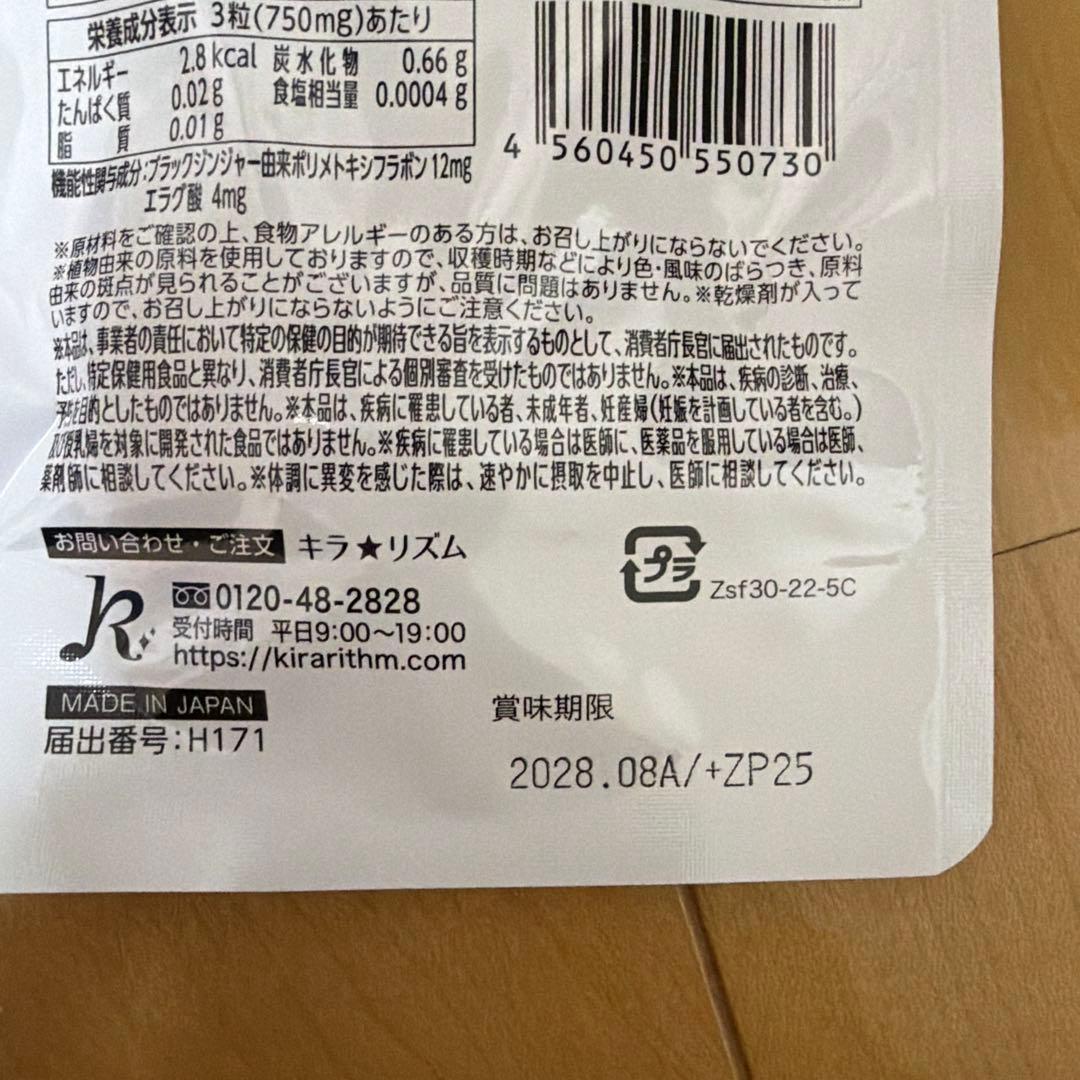 栄養成分表示 3粒(750mg)あたり
エネルギー 2.8kcal 炭水化物 0.66g
たんぱく質 0.02g 食塩相当量 0.0004g
脂質 0.01g
機能性関与成分:ブラックジンジャー由来ポリメトキシフラボン12mg
エラグ酸 4mg
4 560450 550730
※原材料をご確認の上、食物アレルギーのある方は、お召し上がりにならないでください。
※植物由来の原料を使用しておりますので、収穫時期などにより色・風味のばらつき、原料
由来の斑点が見られることがございますが、品質に問題はありません。※乾燥剤が入って
いますので、お召し上がりにならないようにご注意ください。
※本品は、事業者の責任において特定の保健の目的が期待できる旨を表示するものとして、消費者庁長官に届出されたものです。
ただし、特定保健用食品と異なり、消費者庁長官による個別審査を受けたものではありません。※本品は、疾病の診断、治療、
予防を目的としたものではありません。※本品は、疾病に罹患している者、未成年者、妊産婦(妊娠を計画している者を含む。)
及び授乳婦を対象に開発された食品ではありません。※疾病に罹患している場合は医師に、医薬品を服用している場合は医師、
薬剤師に相談してください。※体調に異変を感じた際は、速やかに摂取を中止し、医師に相談してください。
お問い合わせ・ご注文 キラ★リズム
0120-48-2828
受付時間 平日9:00〜19:00
https://kirarithm.com
プラ
Zsf30-22-5C
MADE IN JAPAN
届出番号:H171
賞味期限
2028.08A/+ZP25